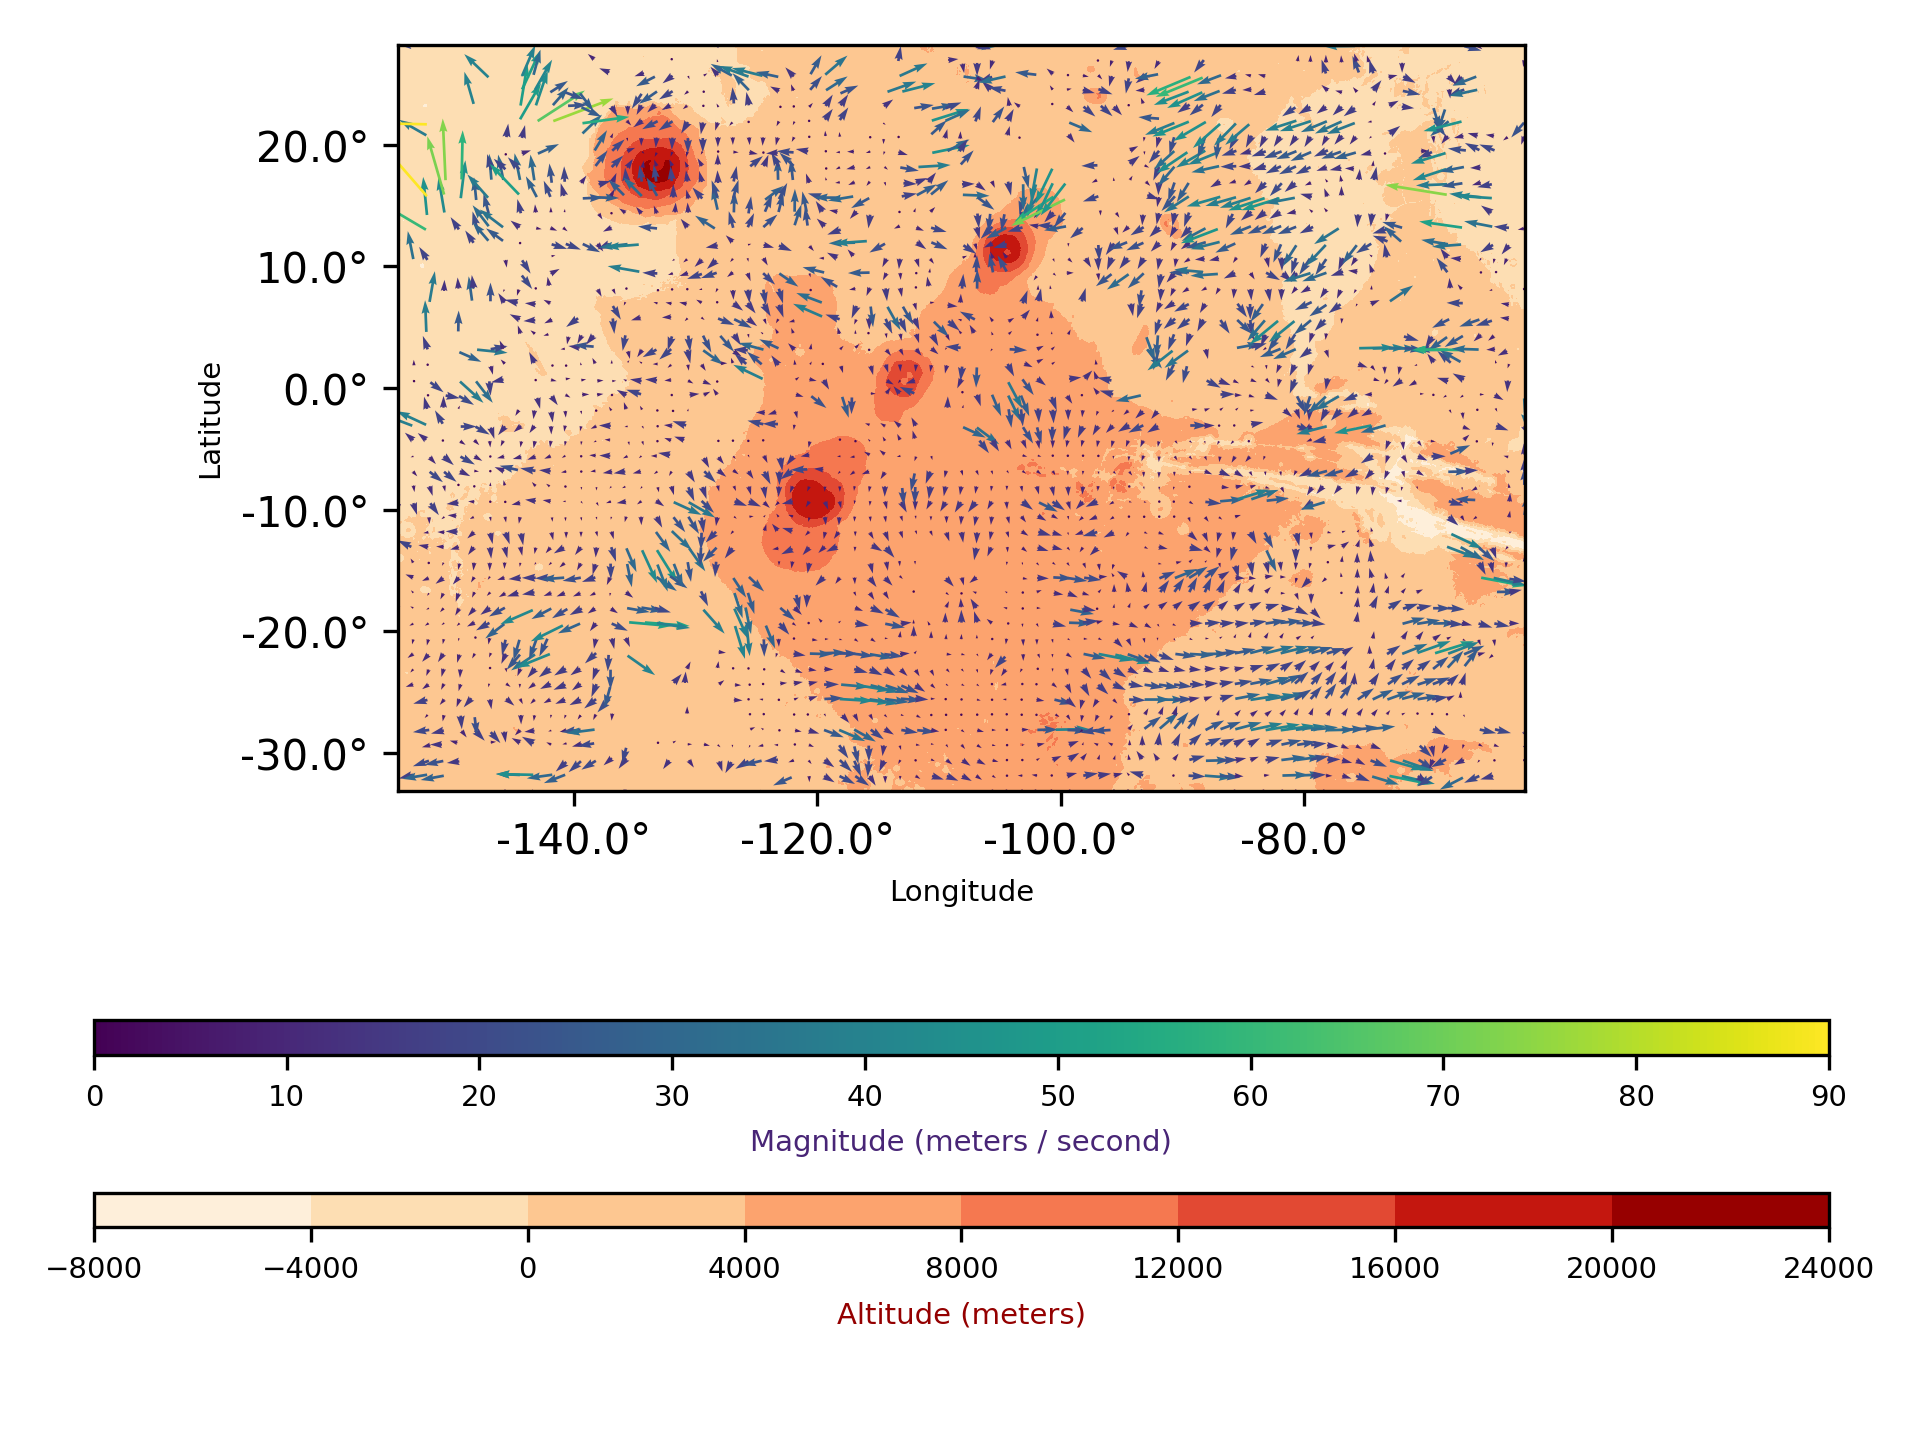 20.0°
10.0°
0.0°
-10.0°
-20.0°
-30.0°
Latitude
-140.0° -120.0° -100.0° -80.0°
Longitude
0 10 20 30 40 50 60 70 80 90
Magnitude (meters / second)
−8000 −4000 0 4000 8000 12000 16000 20000 24000
Altitude (meters)